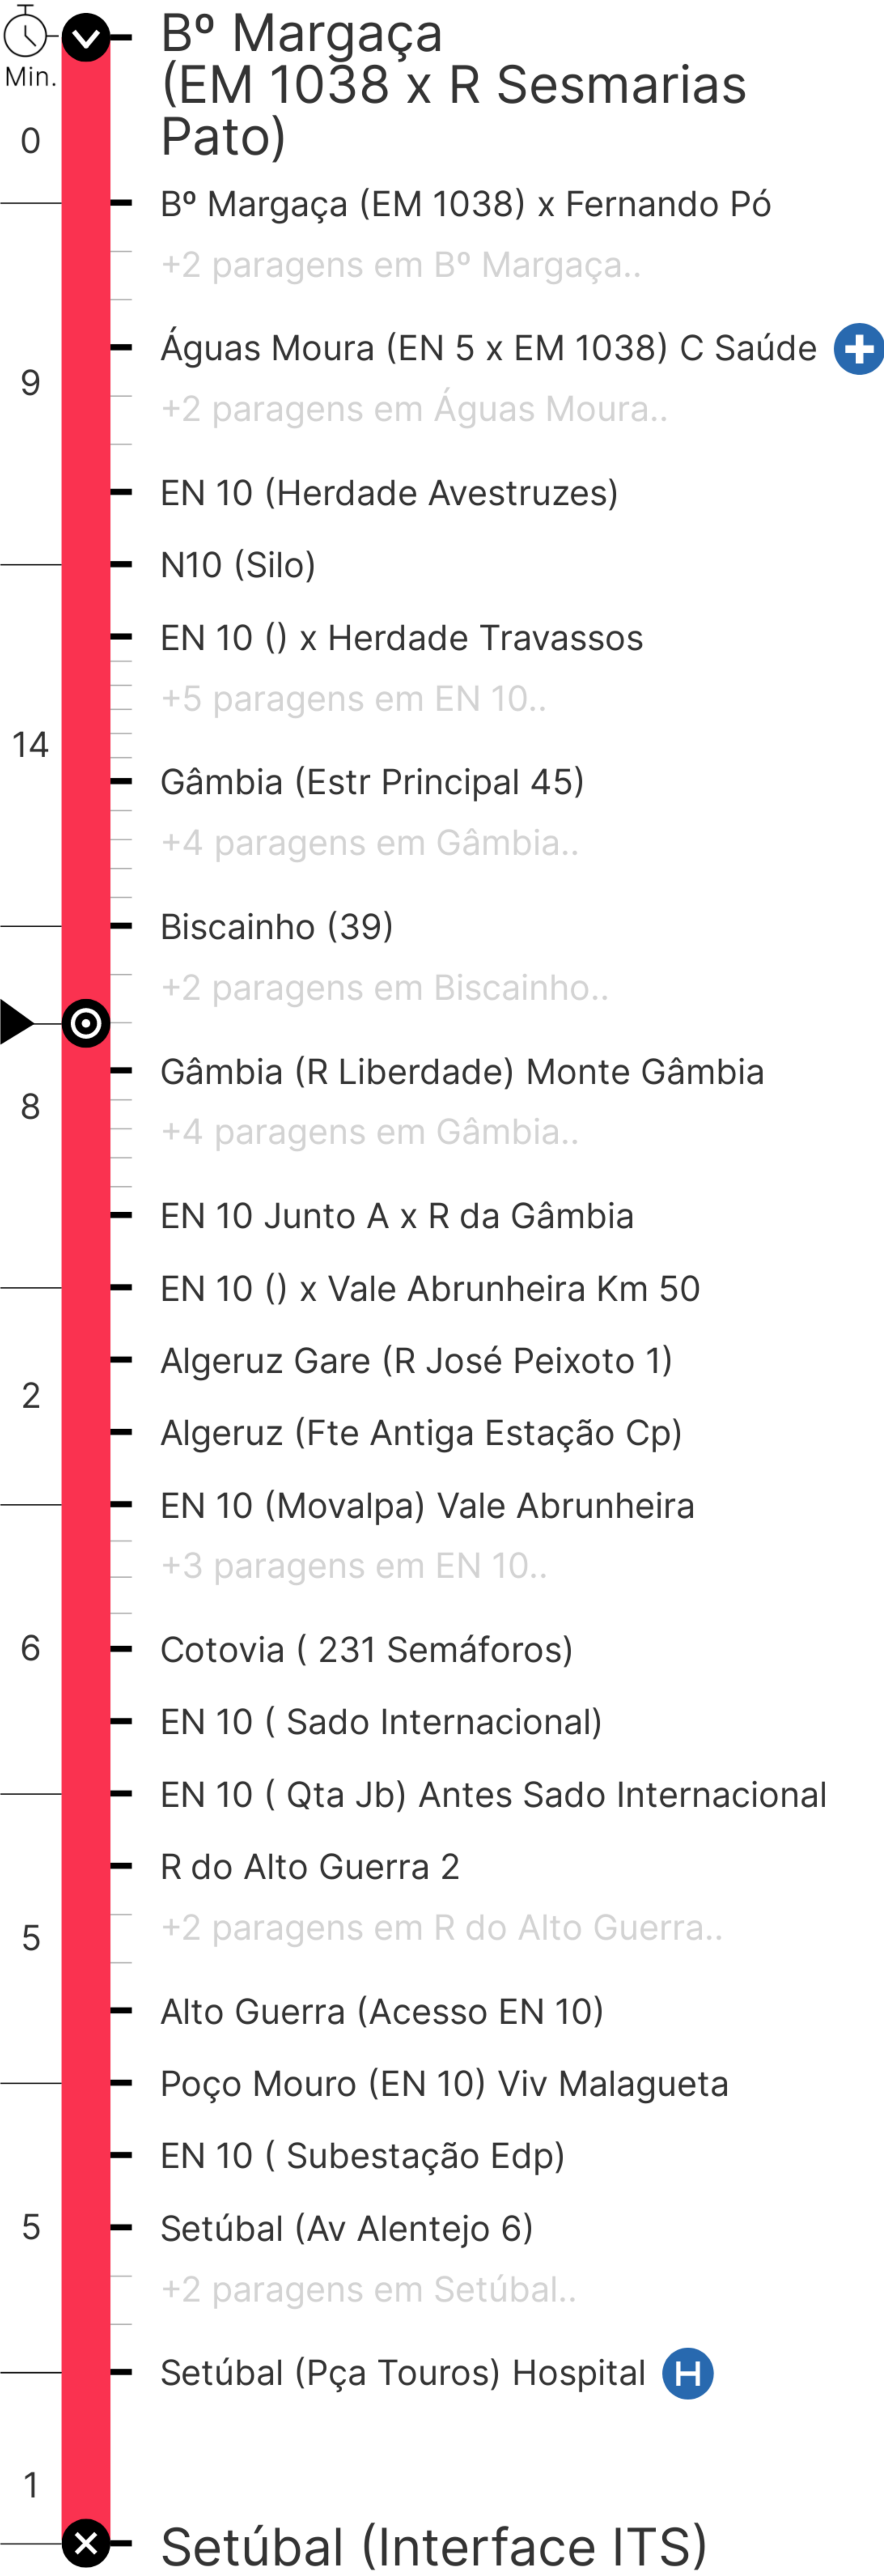 Bº Margaça
(EM 1038 x R Sesmarias
Pato)
Min.
0
Bº Margaça (EM 1038) x Fernando Pó
+2 paragens em Bº Margaça..
Águas Moura (EN 5 x EM 1038) C Saúde
9
+2 paragens em Águas Moura..
EN 10 (Herdade Avestruzes)
N10 (Silo)
EN 10 () x Herdade Travassos
+5 paragens em EN 10..
14
Gâmbia (Estr Principal 45)
+4 paragens em Gâmbia..
Biscainho (39)
+2 paragens em Biscainho..
Gâmbia (R Liberdade) Monte Gâmbia
8
+4 paragens em Gâmbia..
EN 10 Junto A x R da Gâmbia
EN 10 () x Vale Abrunheira Km 50
Algeruz Gare (R José Peixoto 1)
2
Algeruz (Fte Antiga Estação Cp)
EN 10 (Movalpa) Vale Abrunheira
+3 paragens em EN 10..
6
Cotovia ( 231 Semáforos)
EN 10 ( Sado Internacional)
EN 10 ( Qta Jb) Antes Sado Internacional
R do Alto Guerra 2
+2 paragens em R do Alto Guerra..
5
Alto Guerra (Acesso EN 10)
Poço Mouro (EN 10) Viv Malagueta
EN 10 ( Subestação Edp)
5
Setúbal (Av Alentejo 6)
+2 paragens em Setúbal..
Setúbal (Pça Touros) Hospital H
1
Setúbal (Interface ITS)